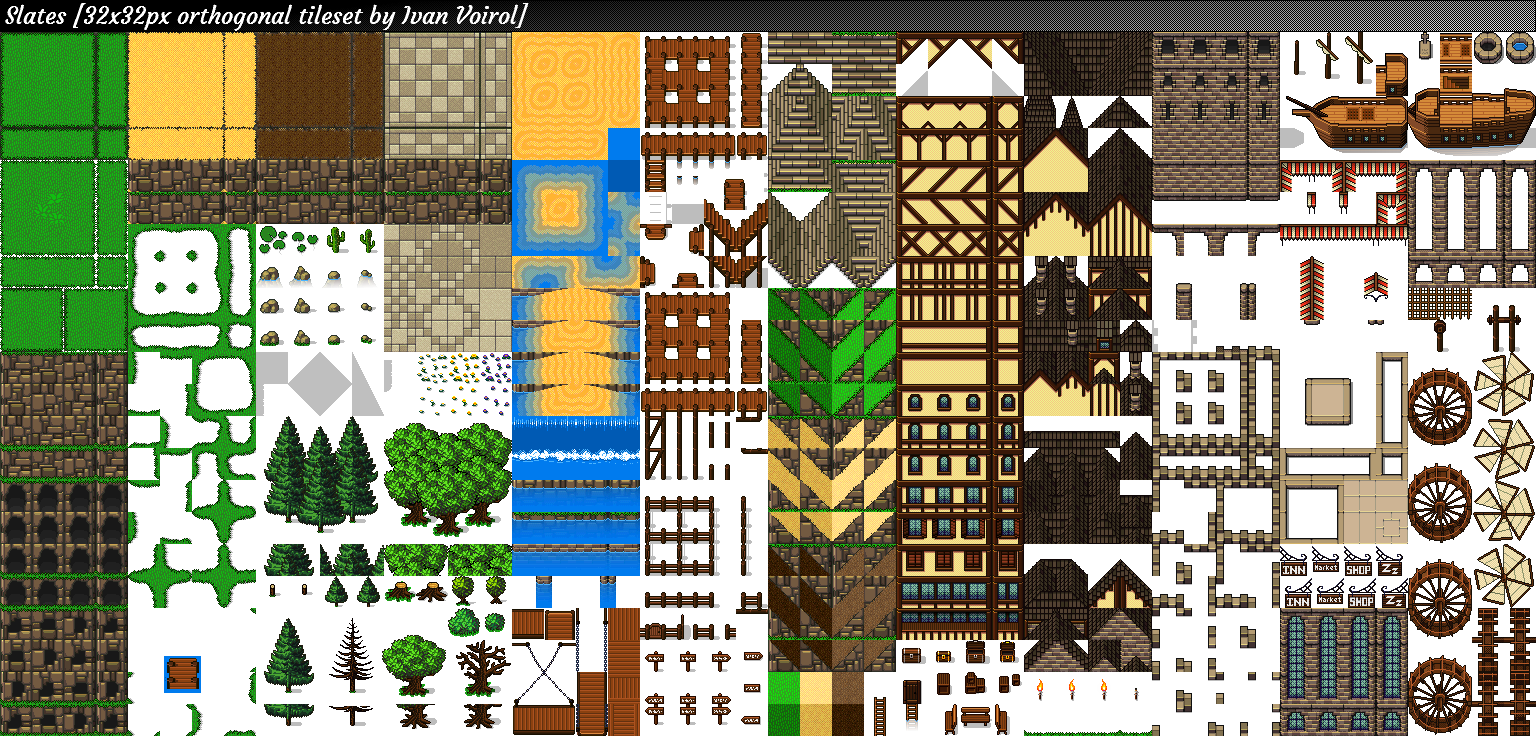 Slates [32x32px orthogonal tileset by Ivan Voirol]
INN Market SHOP Zz
INN Market SHOP Zz